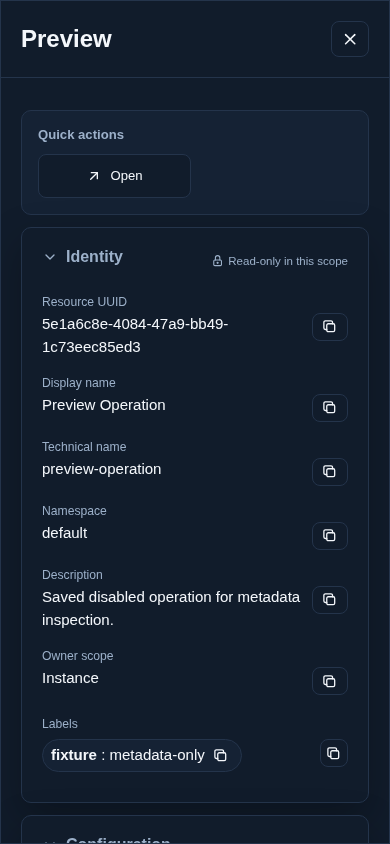 Preview
Quick actions
Open
Identity
Read-only in this scope
Resource UUID
5e1a6c8e-4084-47a9-bb49-
1c73eec85ed3
Display name
Preview Operation
Technical name
preview-operation
Namespace
default
Description
Saved disabled operation for metadata
inspection.
Owner scope
Instance
Labels
fixture : metadata-only
Configuration